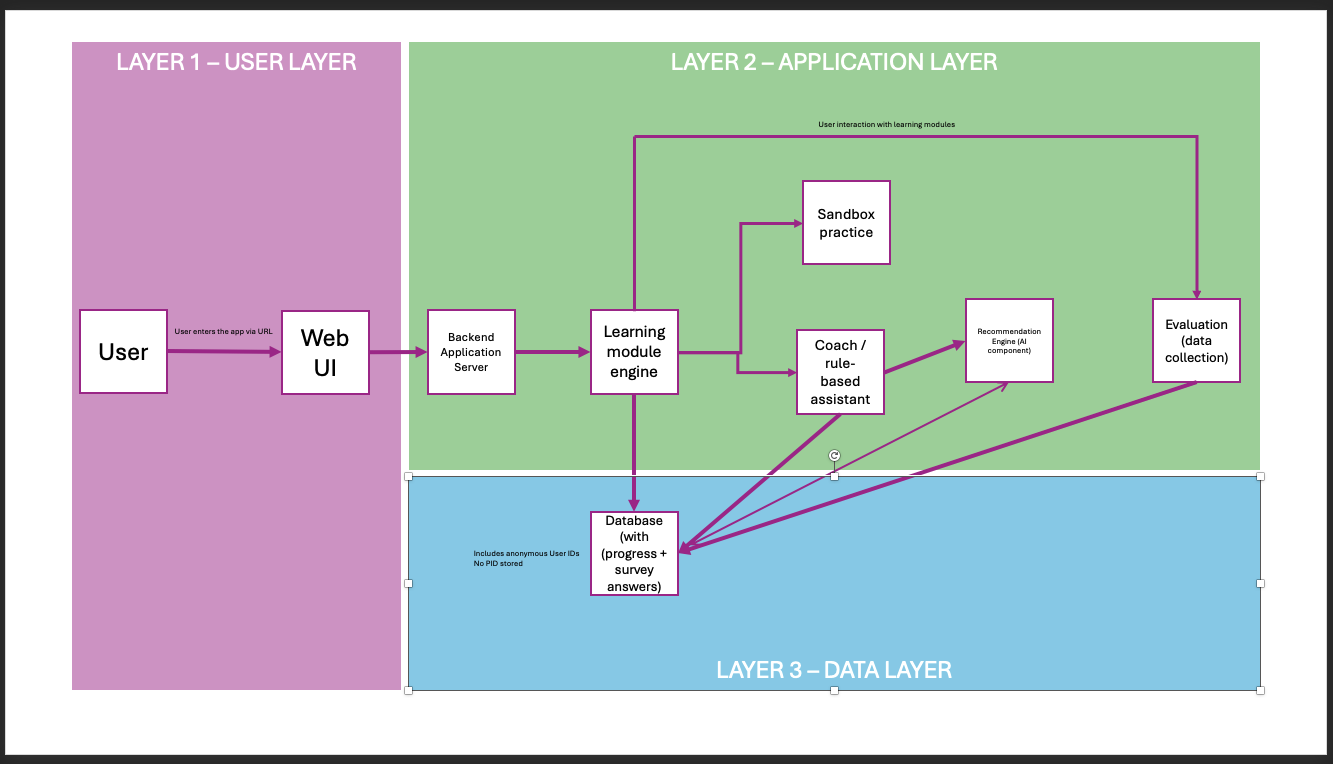 LAYER 1 – USER LAYER
LAYER 2 – APPLICATION LAYER
User interaction with learning modules
Sandbox
practice
User
User enters the app via URL
Web
UI
Backend
Application
Server
Learning
module
engine
Coach /
rule-
based
assistant
Recommendation
Engine (AI
component)
Evaluation
(data
collection)
Includes anonymous User IDs
No PID stored
Database
(with
(progress +
survey
answers)
LAYER 3 – DATA LAYER